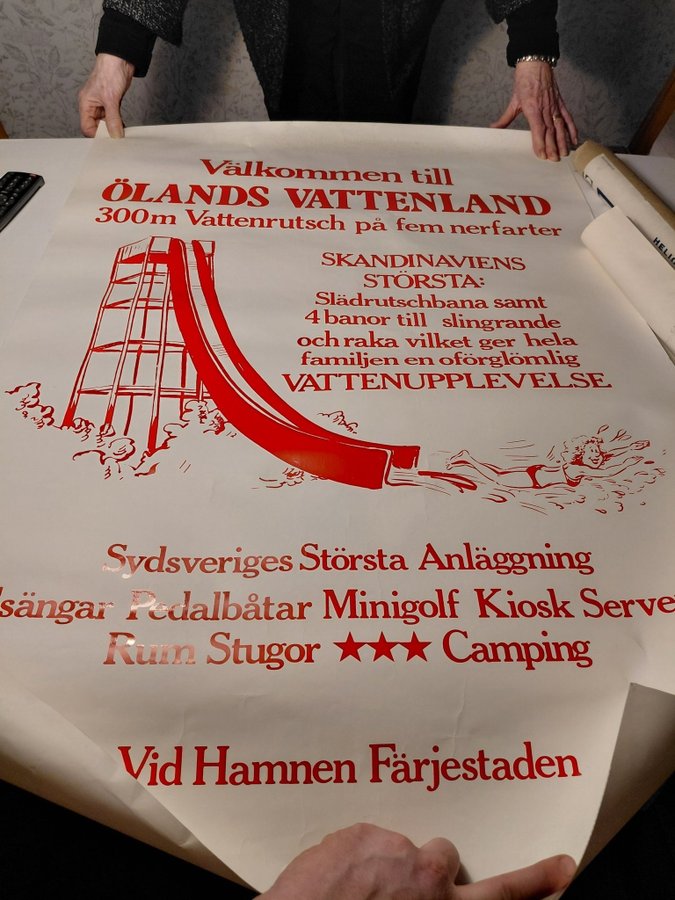 Välkommen till
ÖLANDS VATTENLAND
300m Vattenrutsch på fem nerfarter
SKANDINAVIENS
STÖRSTA:
Slädrutschbana samt
4 banor till slingrande
och raka vilket ger hela
familjen en oförglömlig
VATTENUPPLEVELSE
Sydsveriges Största Anläggning
Pedalbåtar Minigolf Kiosk
Rum Stugor ★★★ Camping
Vid Hamnen Färjestaden